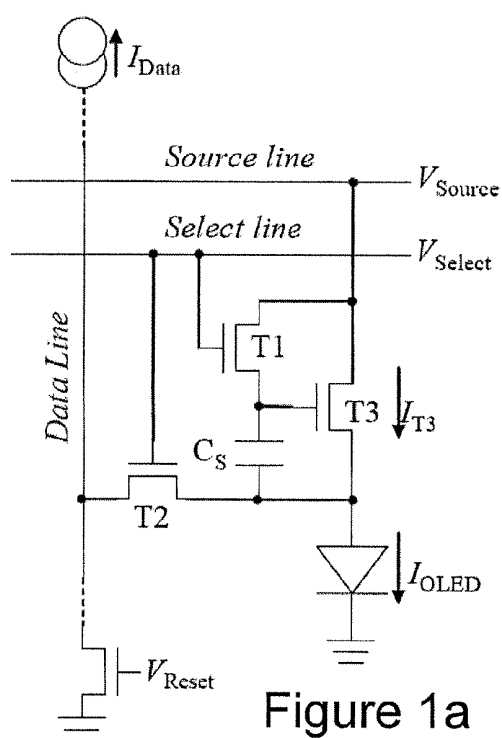 I_Data
Source line
V_Source
Select line
V_Select
Data Line
T1
T3
I_T3
C_S
T2
I_OLED
V_Reset
Figure 1a